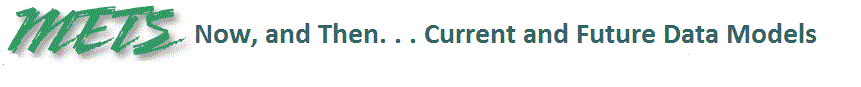 METS Now, and Then. . . Current and Future Data Models